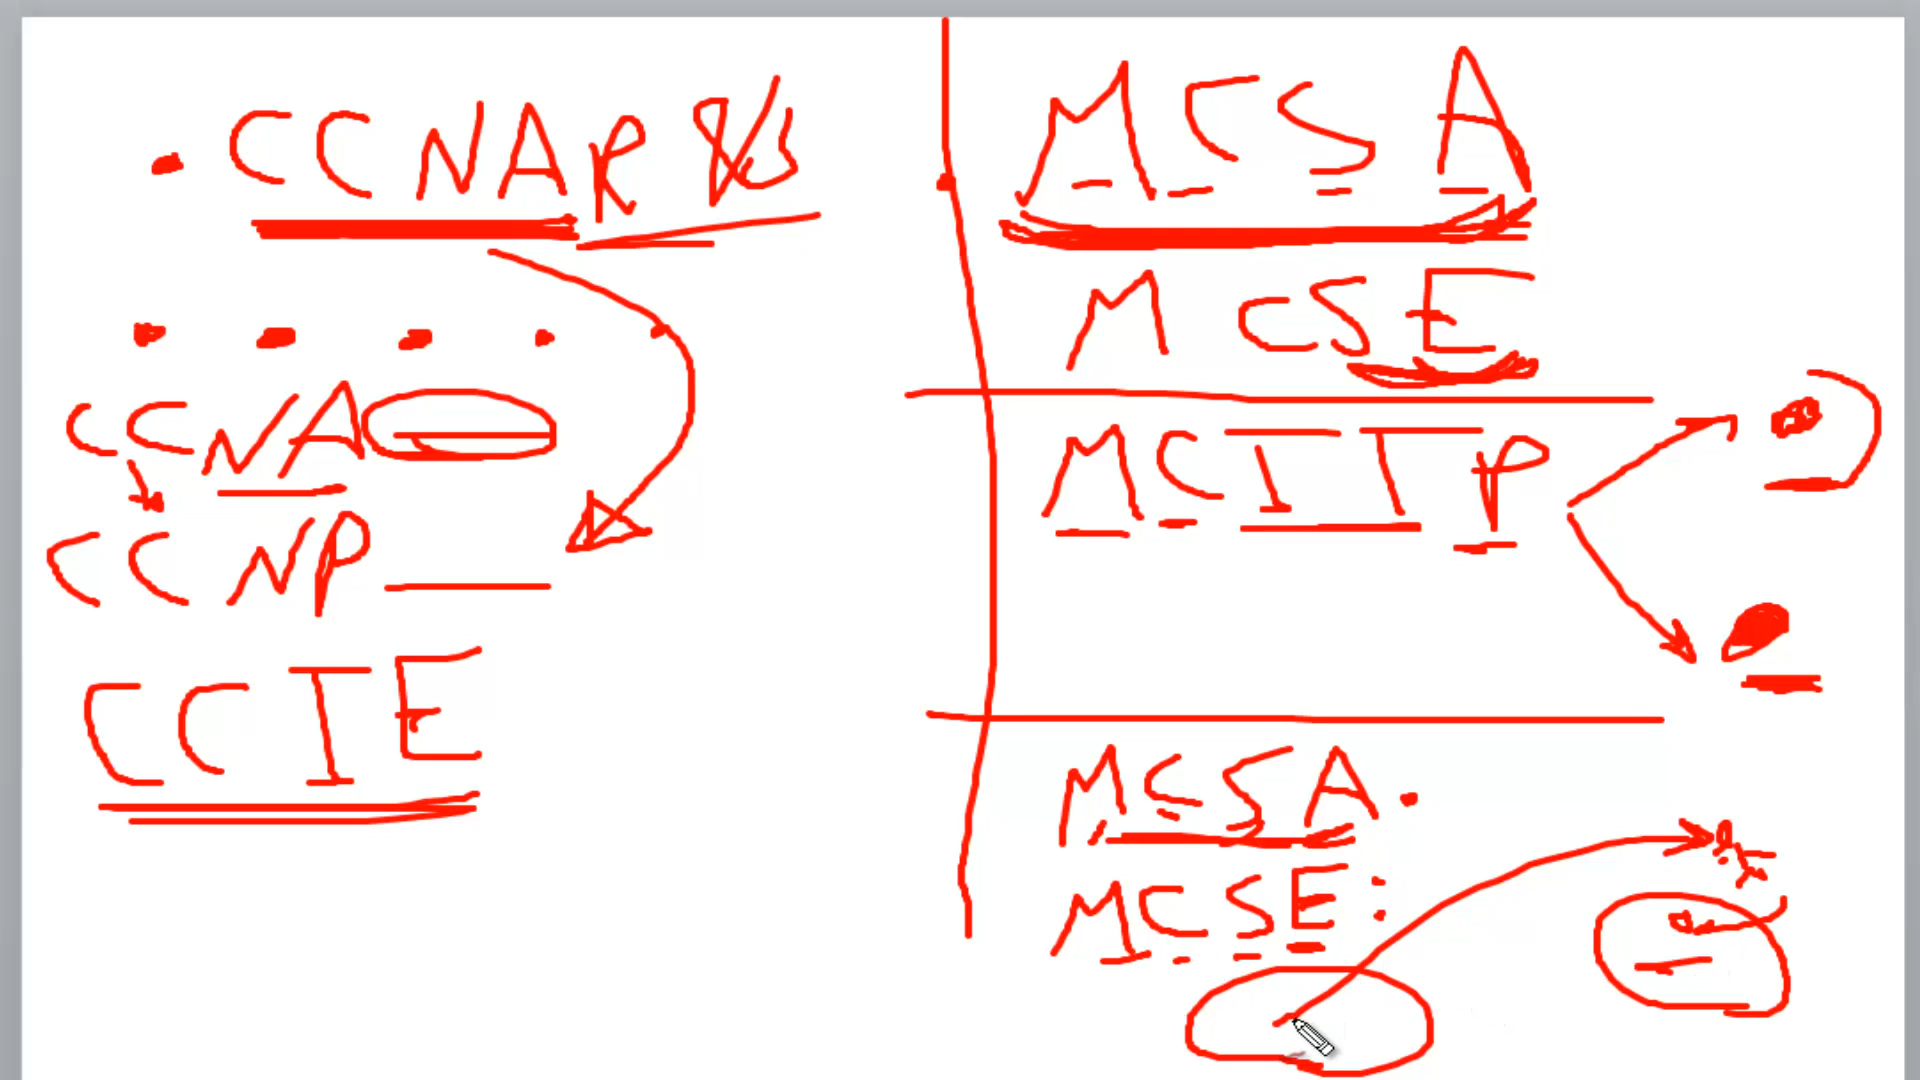 CCNA R&S
CCNA
CCNP
CCIE
MCSA
MCSE
MCITP
MCSA.
MCSE: